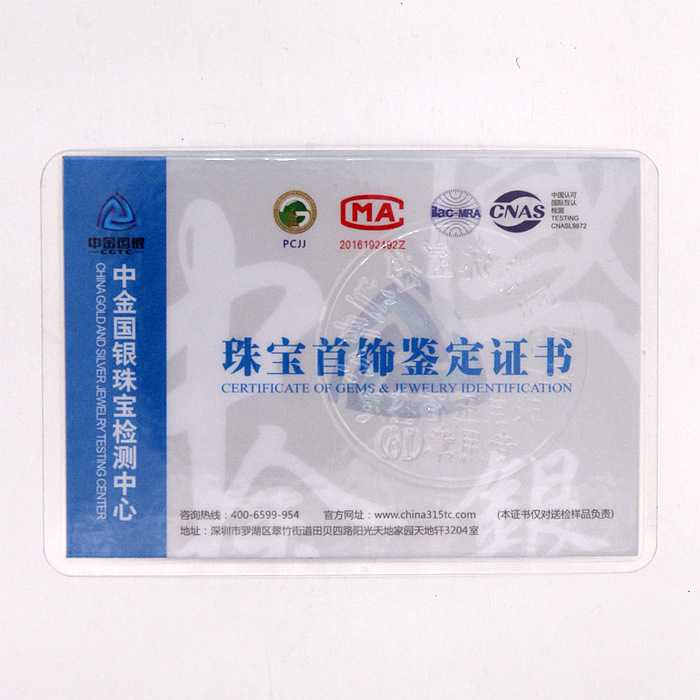 中金国银
CGTC
中金国银珠宝检测中心
CHINA GOLD AND SILVER JEWELRY TESTING CENTER
PCJJ
MA
2016192492Z
ilac-MRA
CNAS
中国认可
国际互认
检测
TESTING
CNASL9872
珠宝首饰鉴定证书
CERTIFICATE OF GEMS & JEWELRY IDENTIFICATION
咨询热线：400-6599-954 官方网址：www.china315tc.com (本证书仅对送检样品负责)
地址：深圳市罗湖区翠竹街道田贝四路阳光天地家园天地轩3204室